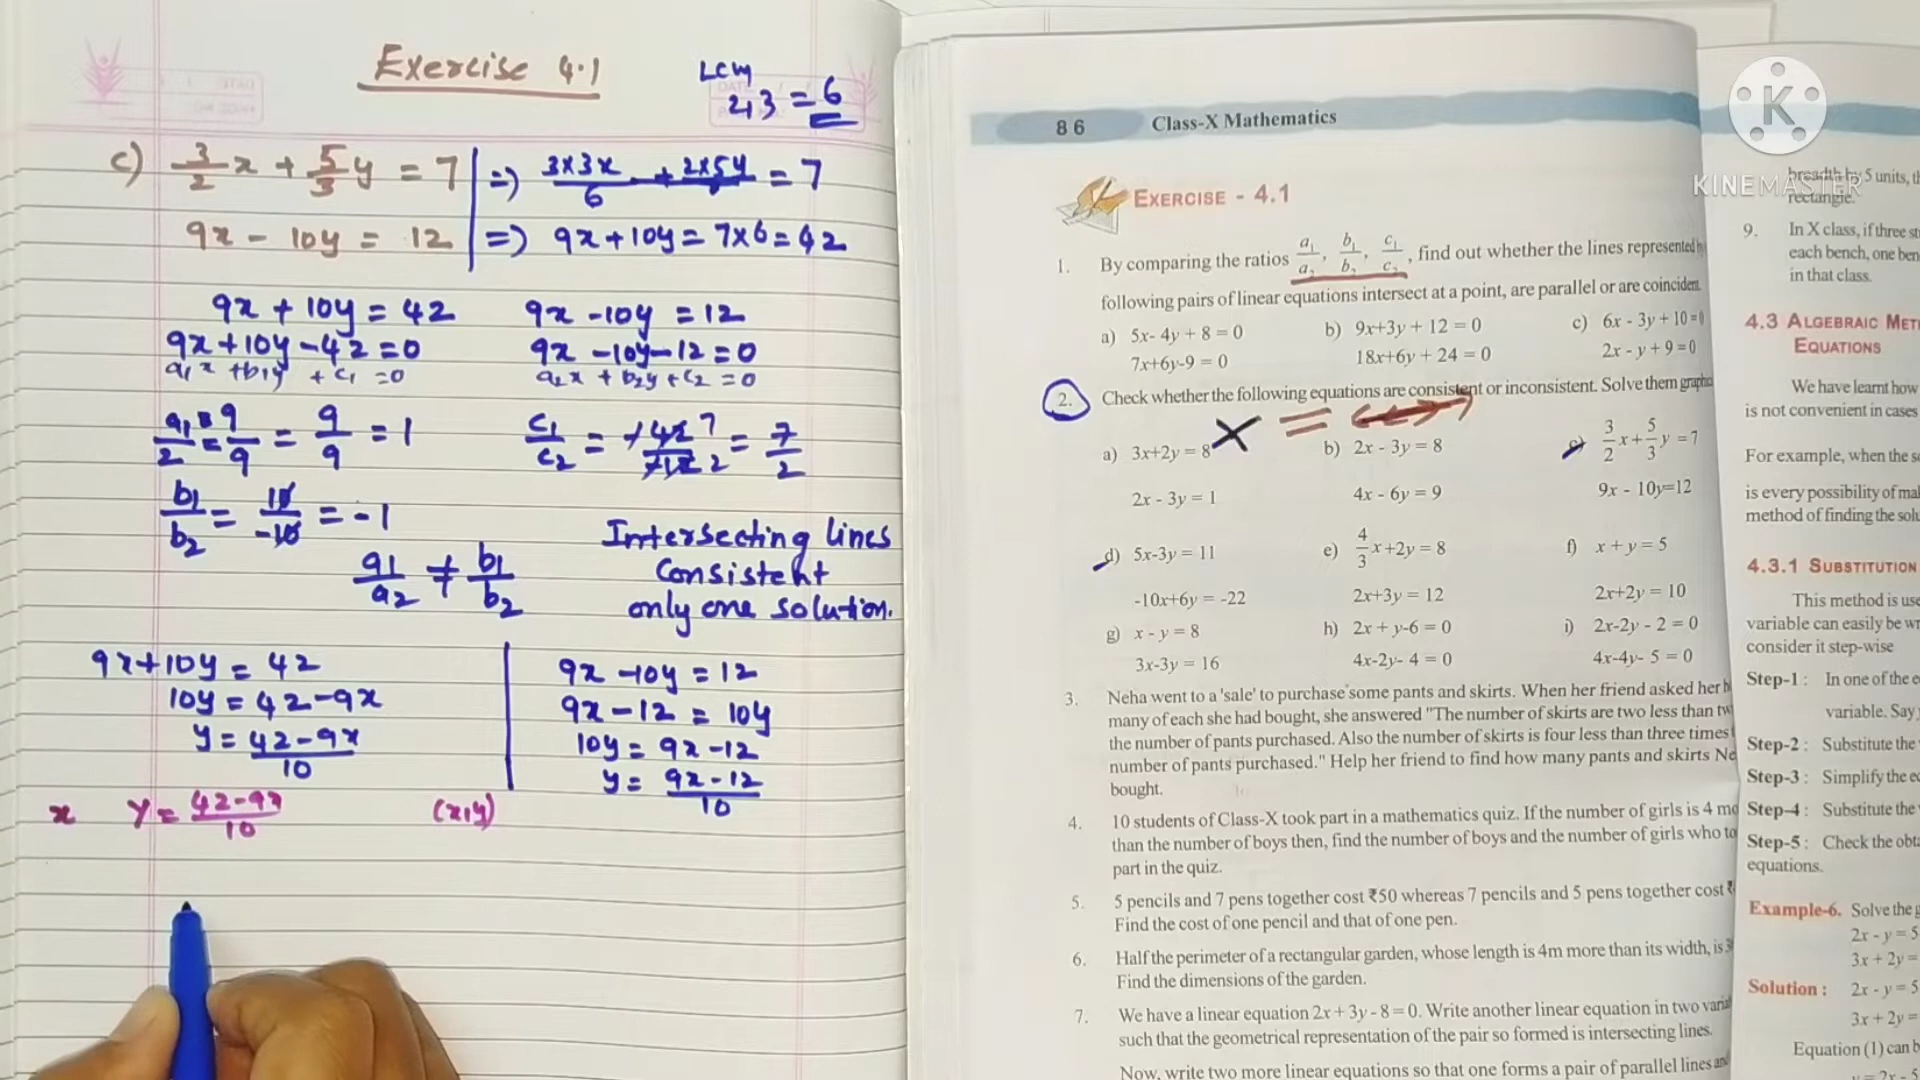 Exercise 4.1
LCM
2,3 = 6
c) 3/2 x + 5/3 y = 7 ⇒ 3×3x + 2×5y / 6 = 7
9x - 10y = 12 ⇒ 9x+10y = 7×6 = 42
9x + 10y = 42
9x+10y-42=0
a1x +b1y +c1 =0
9x -10y = 12
9x -10y-12=0
a2x + b2y + c2 = 0
a1/2 = 9/9 = 9/9 = 1
c1/c2 = -42 7/-12 2 = 7/2
b1/b2 = 10/-10 = -1
a1/a2 ≠ b1/b2
Intersecting lines
Consistent
only one solution.
9x+10y = 42
10y = 42-9x
y = 42-9x/10
9x -10y = 12
9x -12 = 10y
10y = 9x -12
y = 9x -12/10
x y = 42-9x/10 (x,y)
86 Class-X Mathematics
EXERCISE - 4.1
1. By comparing the ratios a1/a2, b1/b2, c1/c2, find out whether the lines represented
following pairs of linear equations intersect at a point, are parallel or are coincident.
a) 5x- 4y + 8 = 0 b) 9x+3y + 12 = 0 c) 6x - 3y + 10 = 0
7x+6y-9 = 0 18x+6y + 24 = 0 2x - y + 9 = 0
2. Check whether the following equations are consistent or inconsistent. Solve them
a) 3x+2y = 8 b) 2x - 3y = 8 c) 3/2 x + 5/3 y = 7
2x - 3y = 1 4x - 6y = 9 9x - 10y=12
d) 5x-3y = 11 e) 4/3 x+2y = 8 f) x + y = 5
-10x+6y = -22 2x+3y = 12 2x+2y = 10
g) x - y = 8 h) 2x + y-6 = 0 i) 2x-2y - 2 = 0
3x-3y = 16 4x-2y- 4 = 0 4x-4y- 5 = 0
3. Neha went to a 'sale' to purchase some pants and skirts. When her friend asked her
many of each she had bought, she answered "The number of skirts are two less than
the number of pants purchased. Also the number of skirts is four less than three times
number of pants purchased." Help her friend to find how many pants and skirts
bought.
4. 10 students of Class-X took part in a mathematics quiz. If the number of girls is 4
than the number of boys then, find the number of boys and the number of girls who
part in the quiz.
5. 5 pencils and 7 pens together cost ₹50 whereas 7 pencils and 5 pens together cost
Find the cost of one pencil and that of one pen.
6. Half the perimeter of a rectangular garden, whose length is 4m more than its width, is
Find the dimensions of the garden.
7. We have a linear equation 2x + 3y - 8 = 0. Write another linear equation in two
such that the geometrical representation of the pair so formed is intersecting lines.
Now, write two more linear equations so that one forms a pair of parallel lines
K
KINEMASTER
breadth by 5 units,
rectangle.
9. In X class, if three
each bench, one
in that class.
4.3 ALGEBRAIC
EQUATIONS
We have learnt how
is not convenient in cases
For example, when the
is every possibility of
method of finding the
4.3.1 SUBSTITUTION
This method is
variable can easily be
consider it step-wise
Step-1 : In one of the
variable. Say
Step-2 : Substitute the
Step-3 : Simplify the
Step-4 : Substitute the
Step-5 : Check the
equations.
Example-6. Solve the
2x - y = 5
3x + 2y =
Solution : 2x - y = 5
3x + 2y =
Equation (1) can